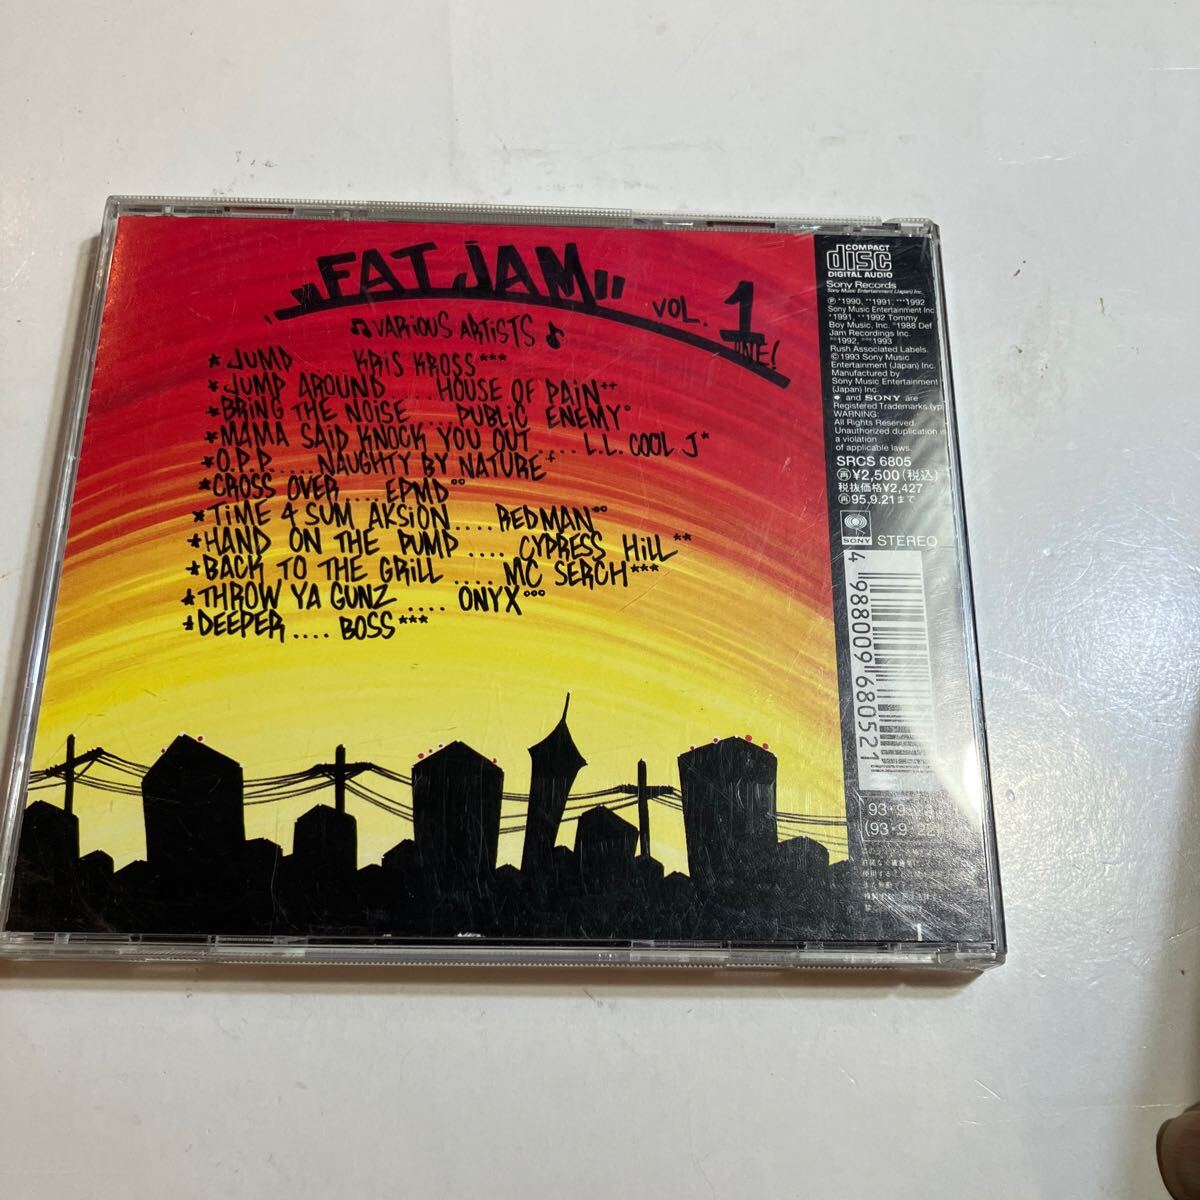 "FAT JAM"
VOL. 1
ONE!
VARIOUS ARTISTS
* JUMP KRIS KROSS***
* JUMP AROUND.....HOUSE OF PAIN++
* BRING THE NOISE...PUBLIC ENEMY°
* MAMA SAID KNOCK YOU OUT.....L.L. COOL J*
* O.P.P.....NAUGHTY BY NATURE+
* CROSS OVER....EPMD°°
* TIME 4 SUM AKSION....REDMAN°°
* HAND ON THE PUMP....CYPRESS HILL**
* BACK TO THE GRILL....MC SERCH***
* THROW YA GUNZ....ONYX°°°
* DEEPER....BOSS***
COMPACT
disc
DIGITAL AUDIO
Sony Records
Sony Music Entertainment (Japan) Inc.
℗ *1990, **1991, ***1992
Sony Music Entertainment Inc.
+1991, ++1992 Tommy
Boy Music, Inc. °1988 Def
Jam Recordings Inc.
°°1992, °°°1993
Rush Associated Labels.
©1993 Sony Music
Entertainment (Japan) Inc.
Manufactured by
Sony Music Entertainment
(Japan) Inc.
and SONY are
Registered Trademarks.
WARNING:
All Rights Reserved.
Unauthorized duplication is
a violation
of applicable laws.
SRCS 6805
再¥2,500(税込)
税抜価格¥2,427
再95.9.21まで
SONY STEREO
4 988009 680521
(93・9・22)